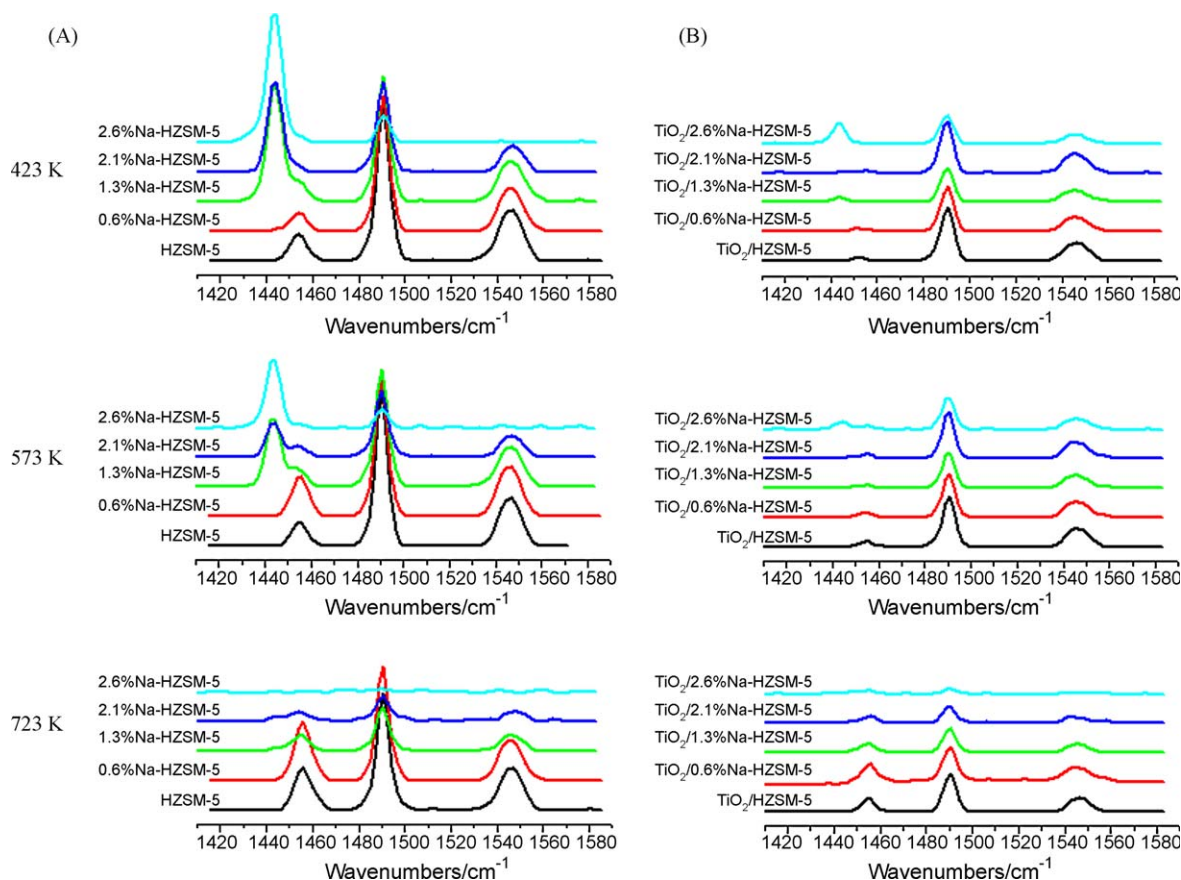 (A)
423 K
2.6%Na-HZSM-5
2.1%Na-HZSM-5
1.3%Na-HZSM-5
0.6%Na-HZSM-5
HZSM-5
1420 1440 1460 1480 1500 1520 1540 1560 1580
Wavenumbers/cm⁻¹
573 K
2.6%Na-HZSM-5
2.1%Na-HZSM-5
1.3%Na-HZSM-5
0.6%Na-HZSM-5
HZSM-5
1420 1440 1460 1480 1500 1520 1540 1560 1580
Wavenumbers/cm⁻¹
723 K
2.6%Na-HZSM-5
2.1%Na-HZSM-5
1.3%Na-HZSM-5
0.6%Na-HZSM-5
HZSM-5
1420 1440 1460 1480 1500 1520 1540 1560 1580
Wavenumbers/cm⁻¹
(B)
TiO₂/2.6%Na-HZSM-5
TiO₂/2.1%Na-HZSM-5
TiO₂/1.3%Na-HZSM-5
TiO₂/0.6%Na-HZSM-5
TiO₂/HZSM-5
1420 1440 1460 1480 1500 1520 1540 1560 1580
Wavenumbers/cm⁻¹
TiO₂/2.6%Na-HZSM-5
TiO₂/2.1%Na-HZSM-5
TiO₂/1.3%Na-HZSM-5
TiO₂/0.6%Na-HZSM-5
TiO₂/HZSM-5
1420 1440 1460 1480 1500 1520 1540 1560 1580
Wavenumbers/cm⁻¹
TiO₂/2.6%Na-HZSM-5
TiO₂/2.1%Na-HZSM-5
TiO₂/1.3%Na-HZSM-5
TiO₂/0.6%Na-HZSM-5
TiO₂/HZSM-5
1420 1440 1460 1480 1500 1520 1540 1560 1580
Wavenumbers/cm⁻¹